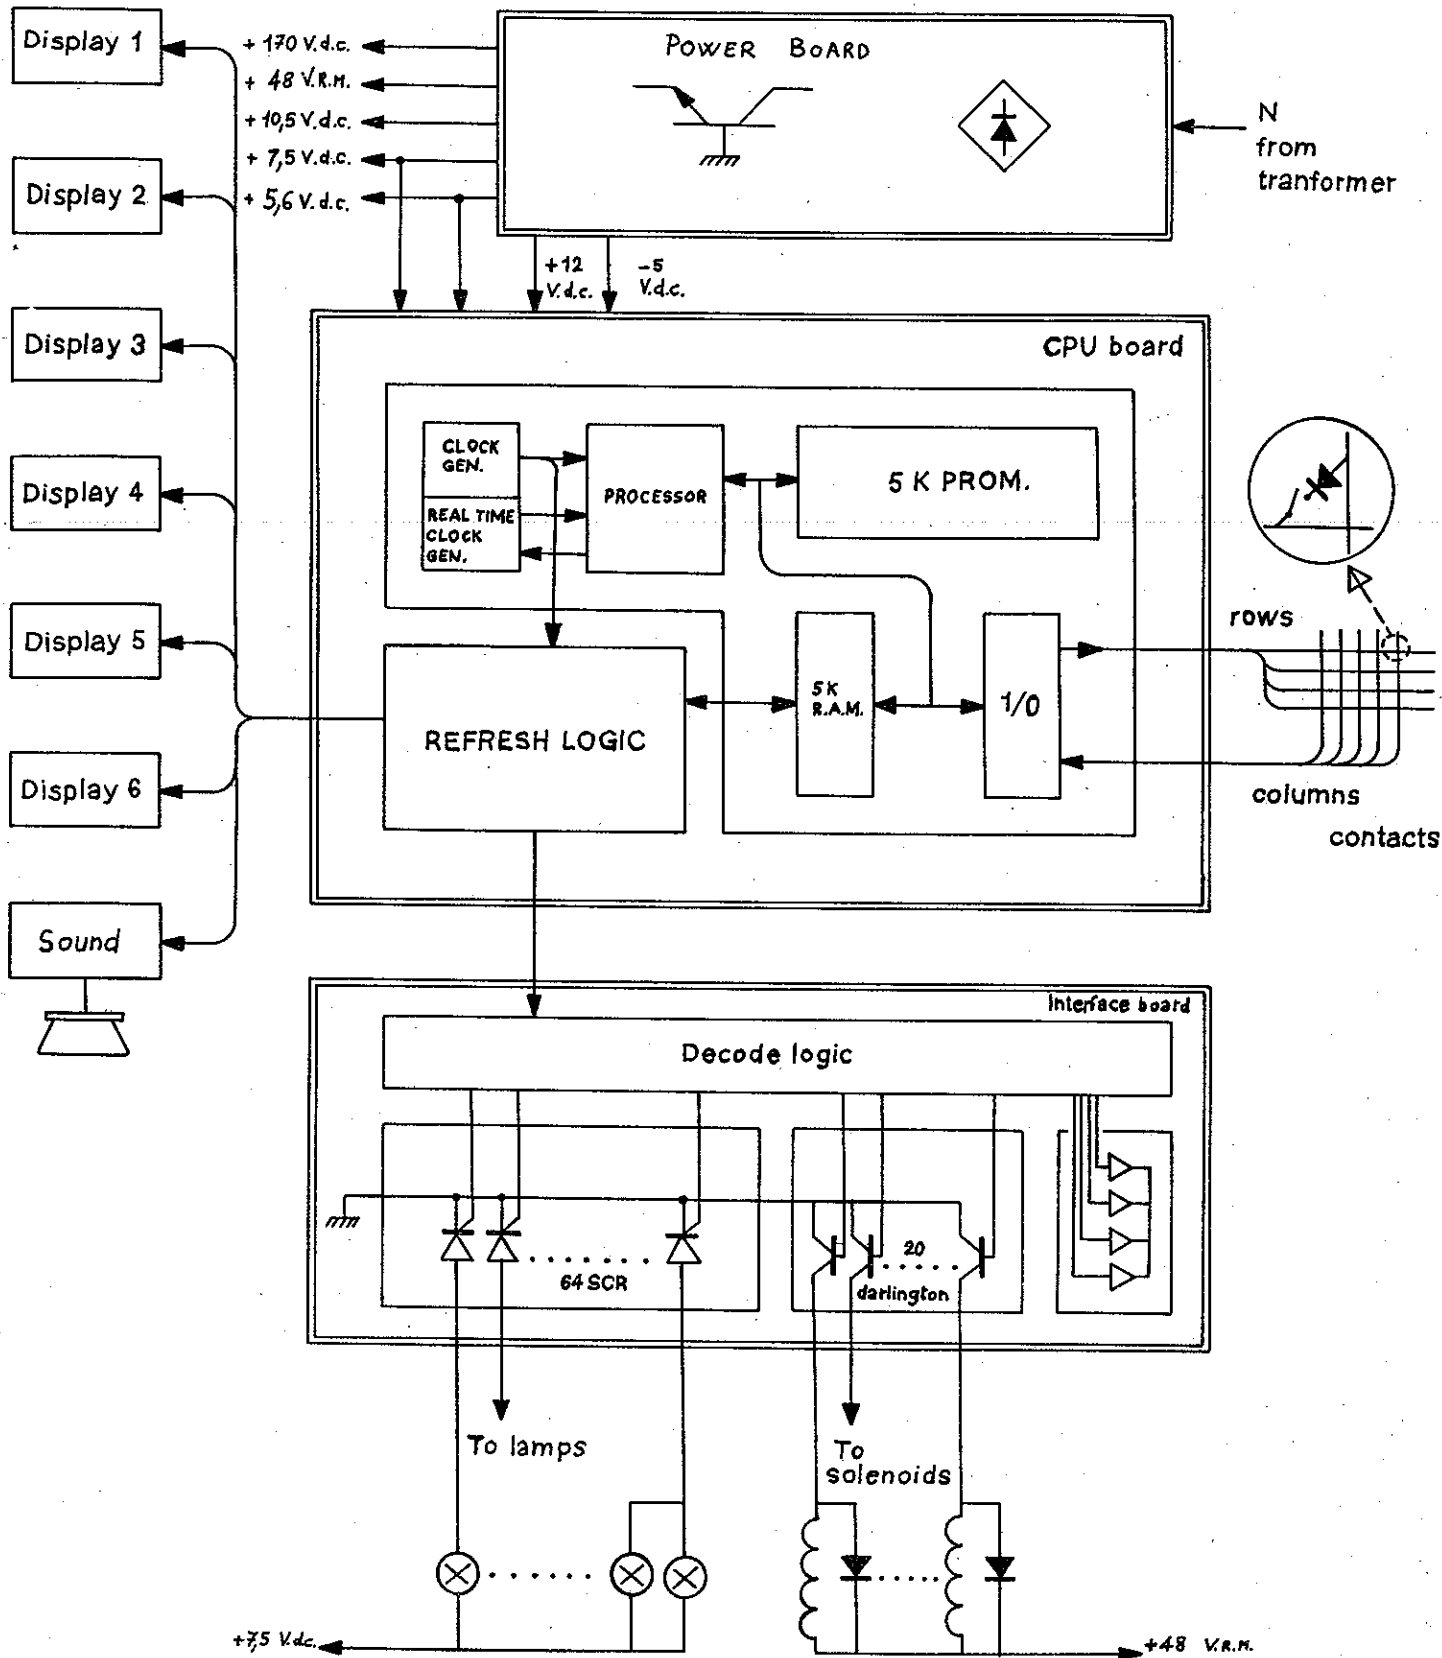 Display 1
Display 2
Display 3
Display 4
Display 5
Display 6
Sound
+ 170 V.d.c.
+ 48 V.R.M.
+ 10,5 V.d.c.
+ 7,5 V.d.c.
+ 5,6 V.d.c.
POWER BOARD
N
from
tranformer
+12
V.d.c.
-5
V.d.c.
CPU board
CLOCK
GEN.
REAL TIME
CLOCK
GEN.
PROCESSOR
5 K PROM.
REFRESH LOGIC
5K
R.A.M.
I/0
rows
columns
contacts
Interface board
Decode logic
64 SCR
20
darlington
To lamps
To
solenoids
+7,5 V.d.c.
+48 V.R.M.